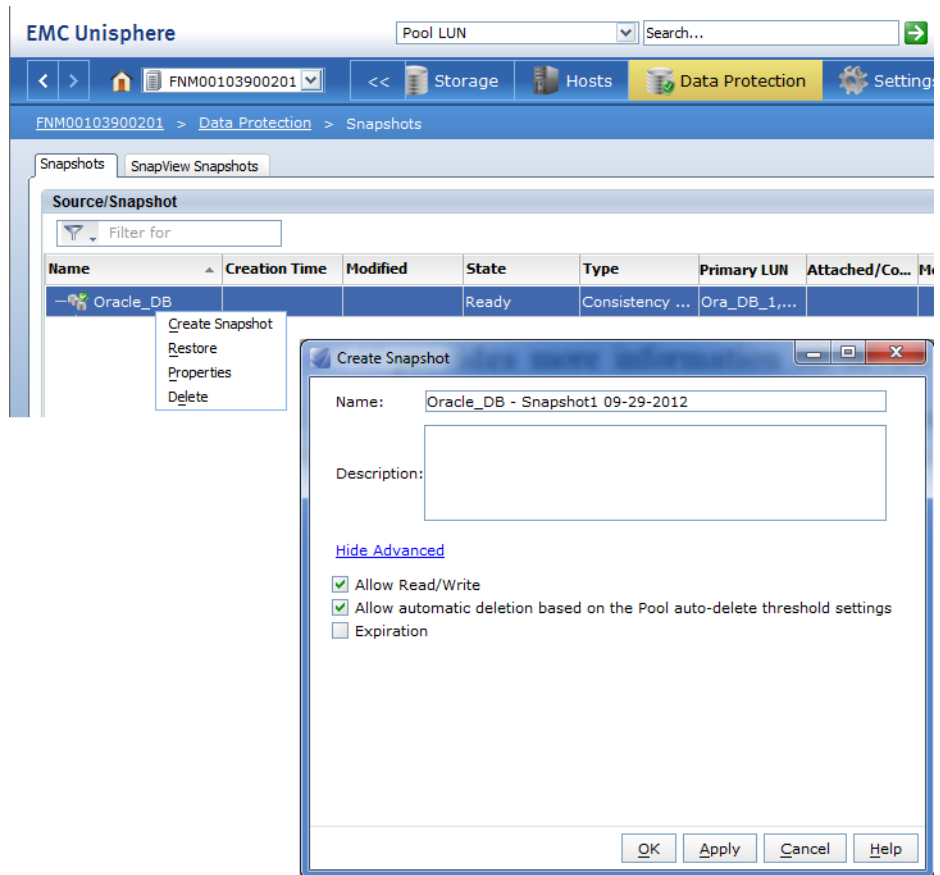 EMC Unisphere
Pool LUN
Search...
FNM00103900201
<<
Storage
Hosts
Data Protection
Settings
FNM00103900201 > Data Protection > Snapshots
Snapshots
SnapView Snapshots
Source/Snapshot
Filter for
Name Creation Time Modified State Type Primary LUN Attached/Co...
Oracle_DB Ready Consistency ... Ora_DB_1,...
Create Snapshot
Restore
Properties
Delete
Create Snapshot
more information
Name: Oracle_DB - Snapshot1 09-29-2012
Description:
Hide Advanced
Allow Read/Write
Allow automatic deletion based on the Pool auto-delete threshold settings
Expiration
OK Apply Cancel Help